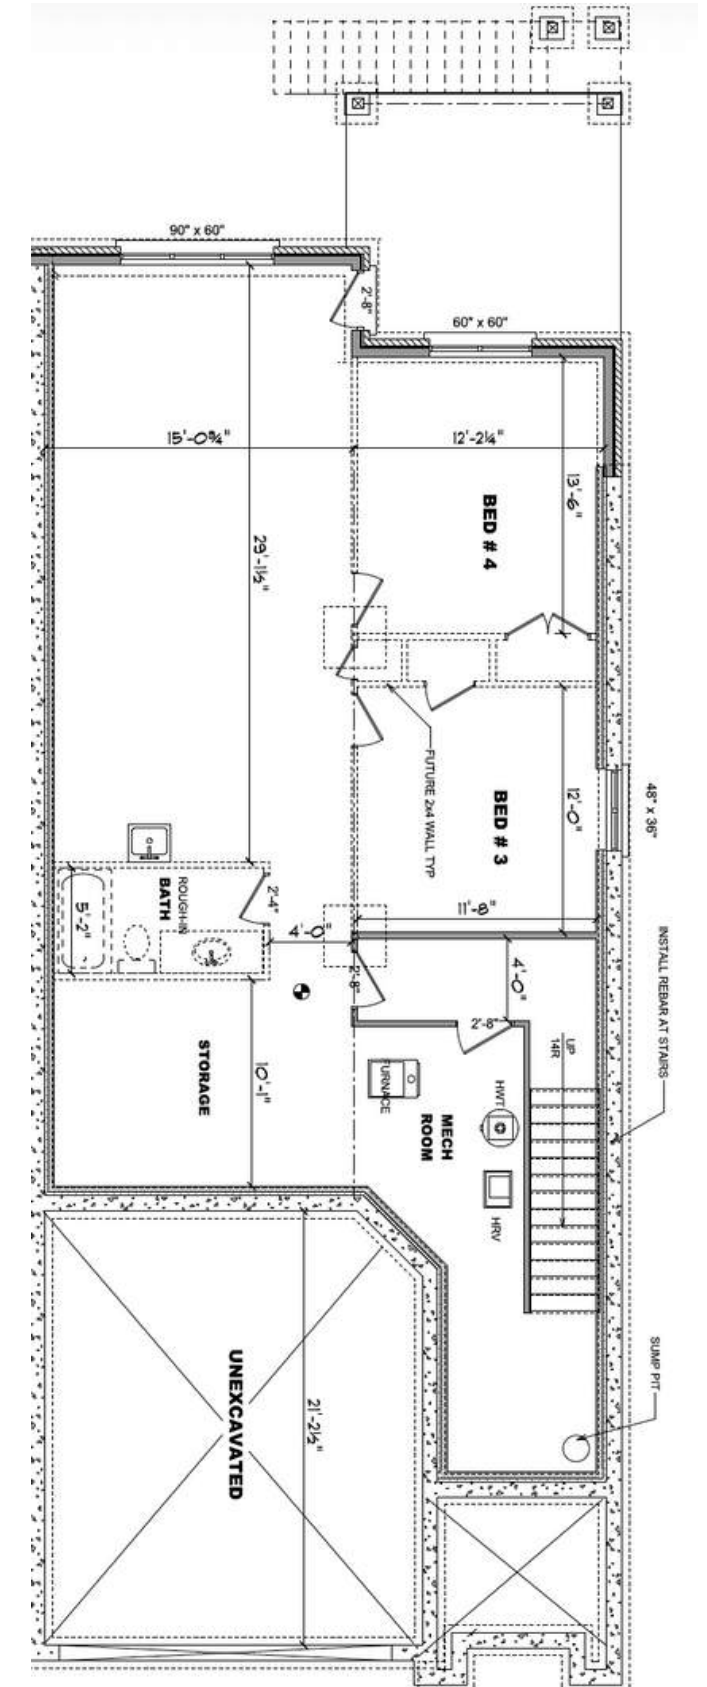 90" x 60"
2'-8"
60" x 60"
15'-0¾"
12'-2¼"
13'-6"
BED # 4
29'-1½"
FUTURE 2x4 WALL TYP
BED # 3
12'-0"
48" x 36"
11'-8"
ROUGH-IN
BATH
5'-2"
2'-4"
4'-0"
2'-8"
4'-0"
2'-8"
INSTALL REBAR AT STAIRS
UP
14R
STORAGE
10'-1"
FURNACE
HWT
MECH
ROOM
HRV
SUMP PIT
UNEXCAVATED
21'-2½"